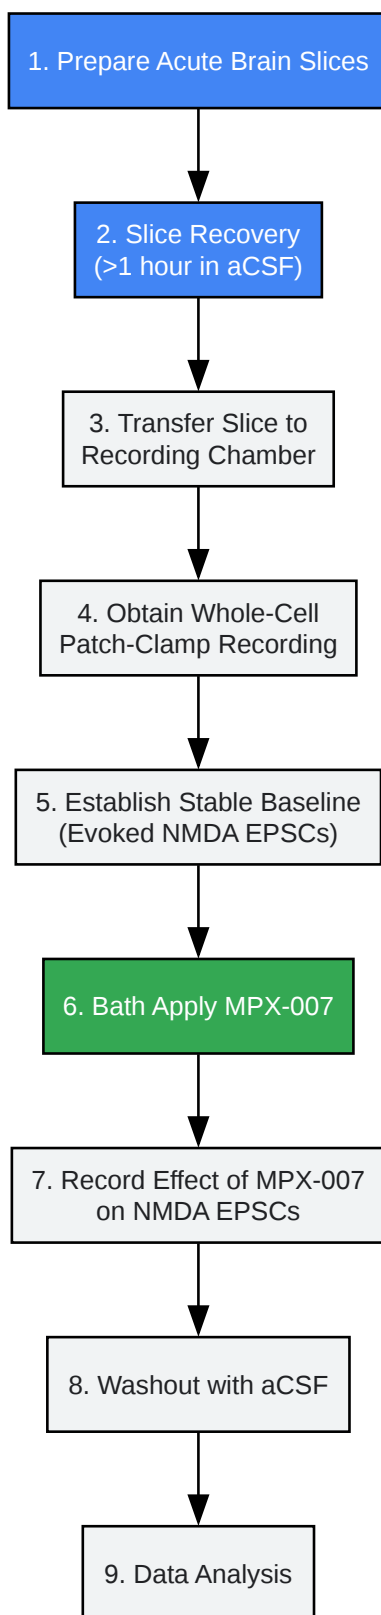 1. Prepare Acute Brain Slices
2. Slice Recovery
(>1 hour in aCSF)
3. Transfer Slice to
Recording Chamber
4. Obtain Whole-Cell
Patch-Clamp Recording
5. Establish Stable Baseline
(Evoked NMDA EPSCs)
6. Bath Apply MPX-007
7. Record Effect of MPX-007
on NMDA EPSCs
8. Washout with aCSF
9. Data Analysis